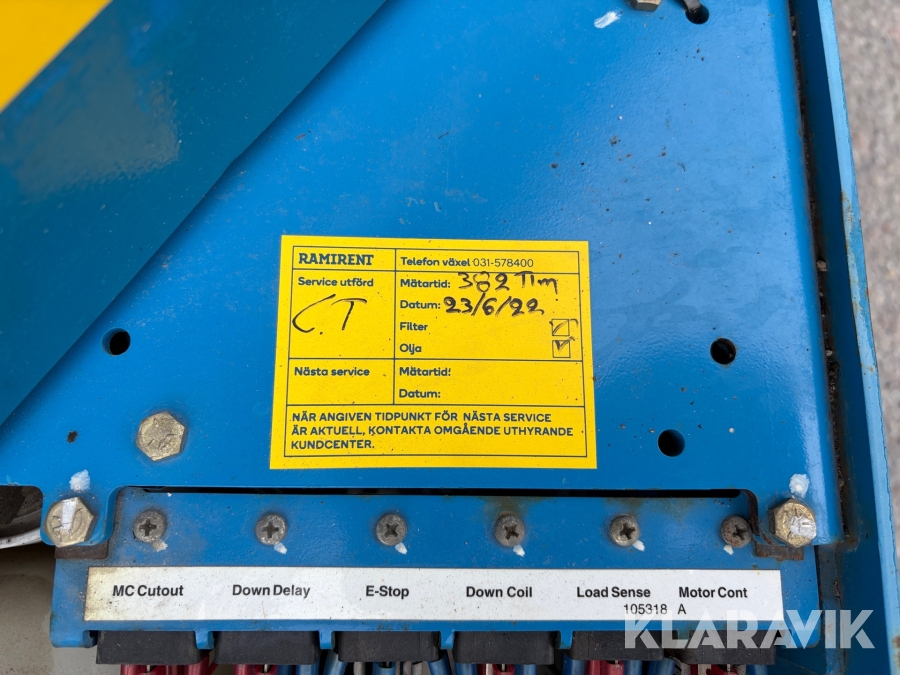 RAMIRENT
Telefon växel 031-578400
Service utförd
Mätartid: 382 Tim
C.T
Datum: 23/6/22
Filter
Olja
Nästa service
Mätartid:
Datum:
NÄR ANGIVEN TIDPUNKT FÖR NÄSTA SERVICE
ÄR AKTUELL, KONTAKTA OMGÅENDE UTHYRANDE
KUNDCENTER.
MC Cutout Down Delay E-Stop Down Coil Load Sense Motor Cont
105318 A
KLARAVIK